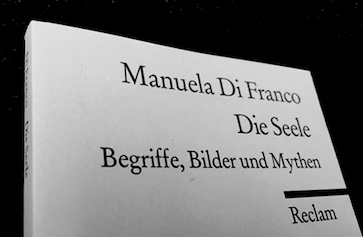 Manuela Di Franco
Die Seele
Begriffe, Bilder und Mythen
Reclam